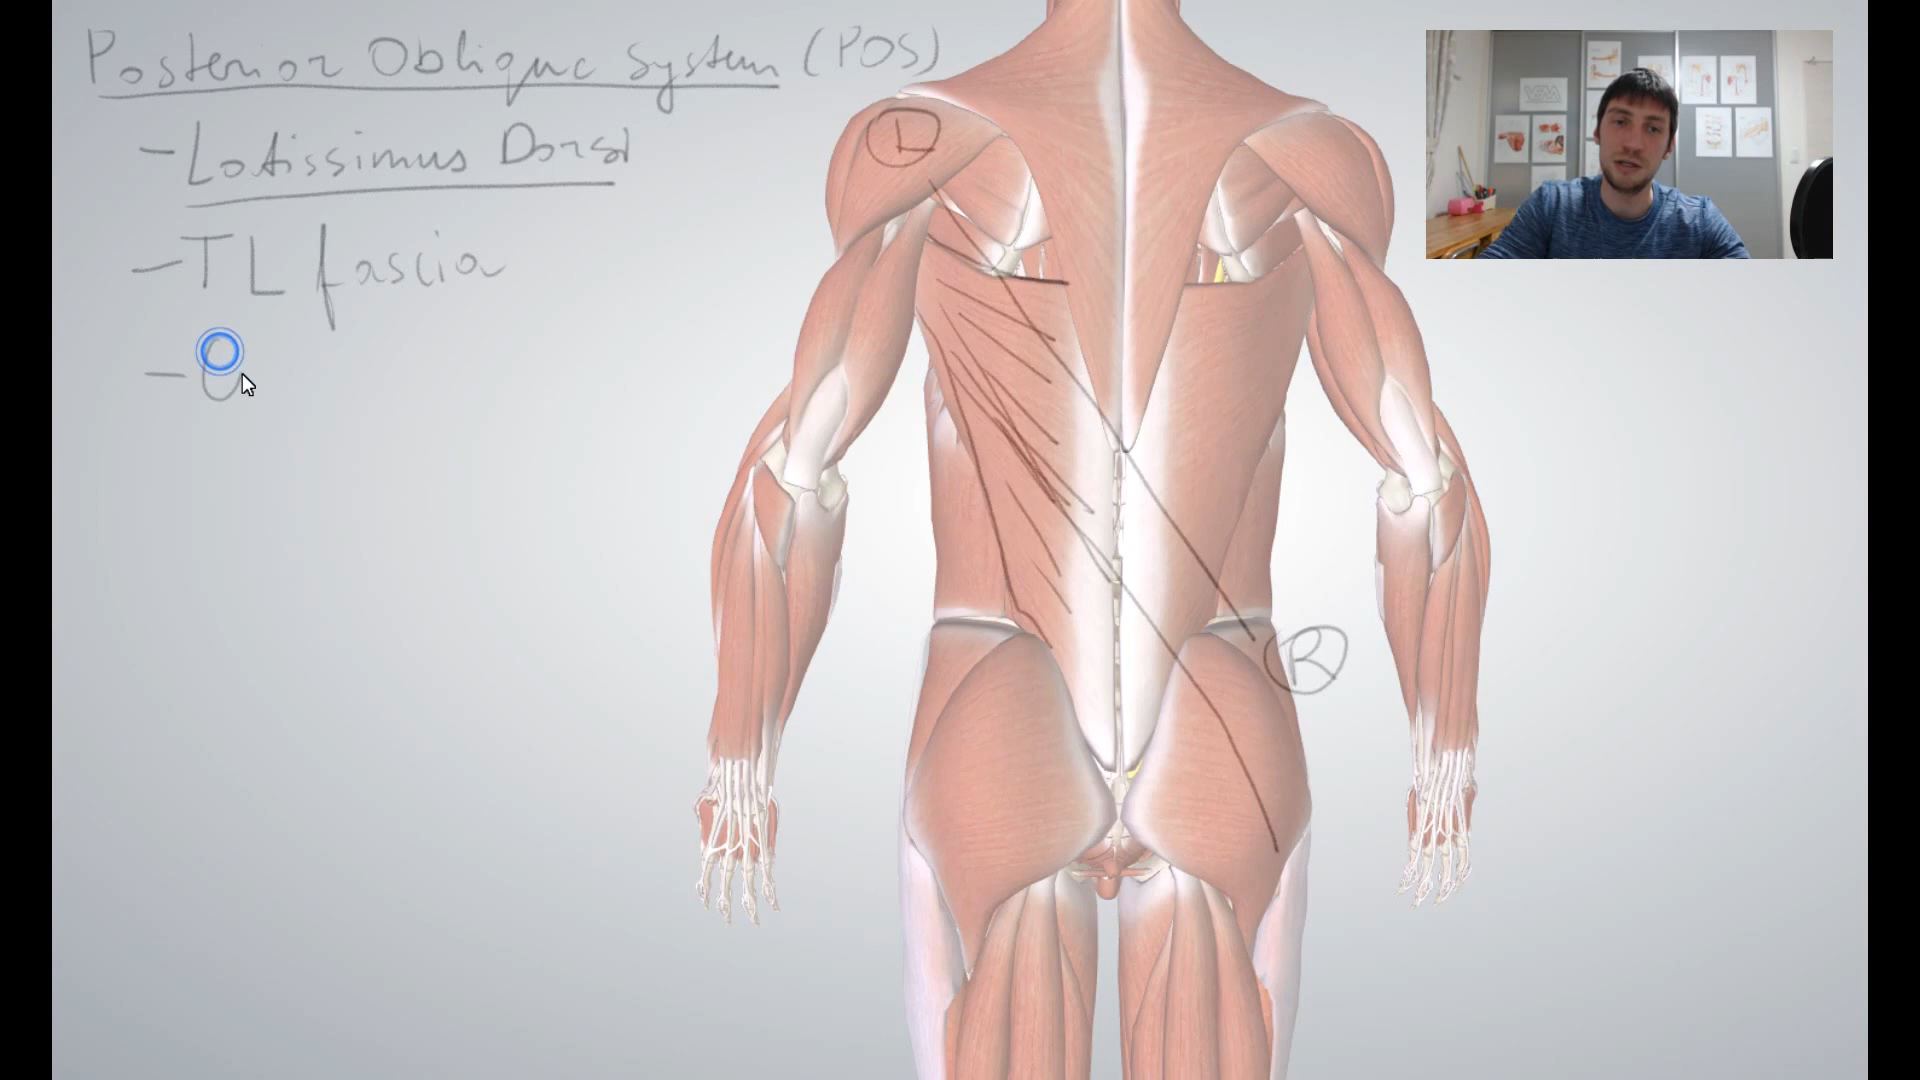 Posterior Oblique System (POS)
- Latissimus Dorsi
- TL fascia
L
R